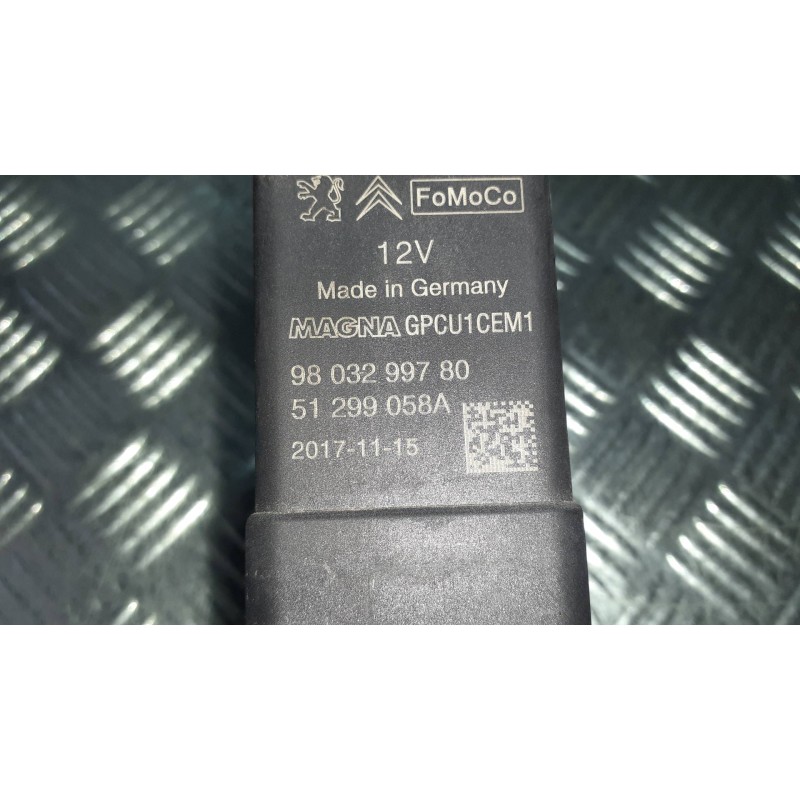 FoMoCo
12V
Made in Germany
MAGNA GPCU1CEM1
98 032 997 80
51 299 058A
2017-11-15